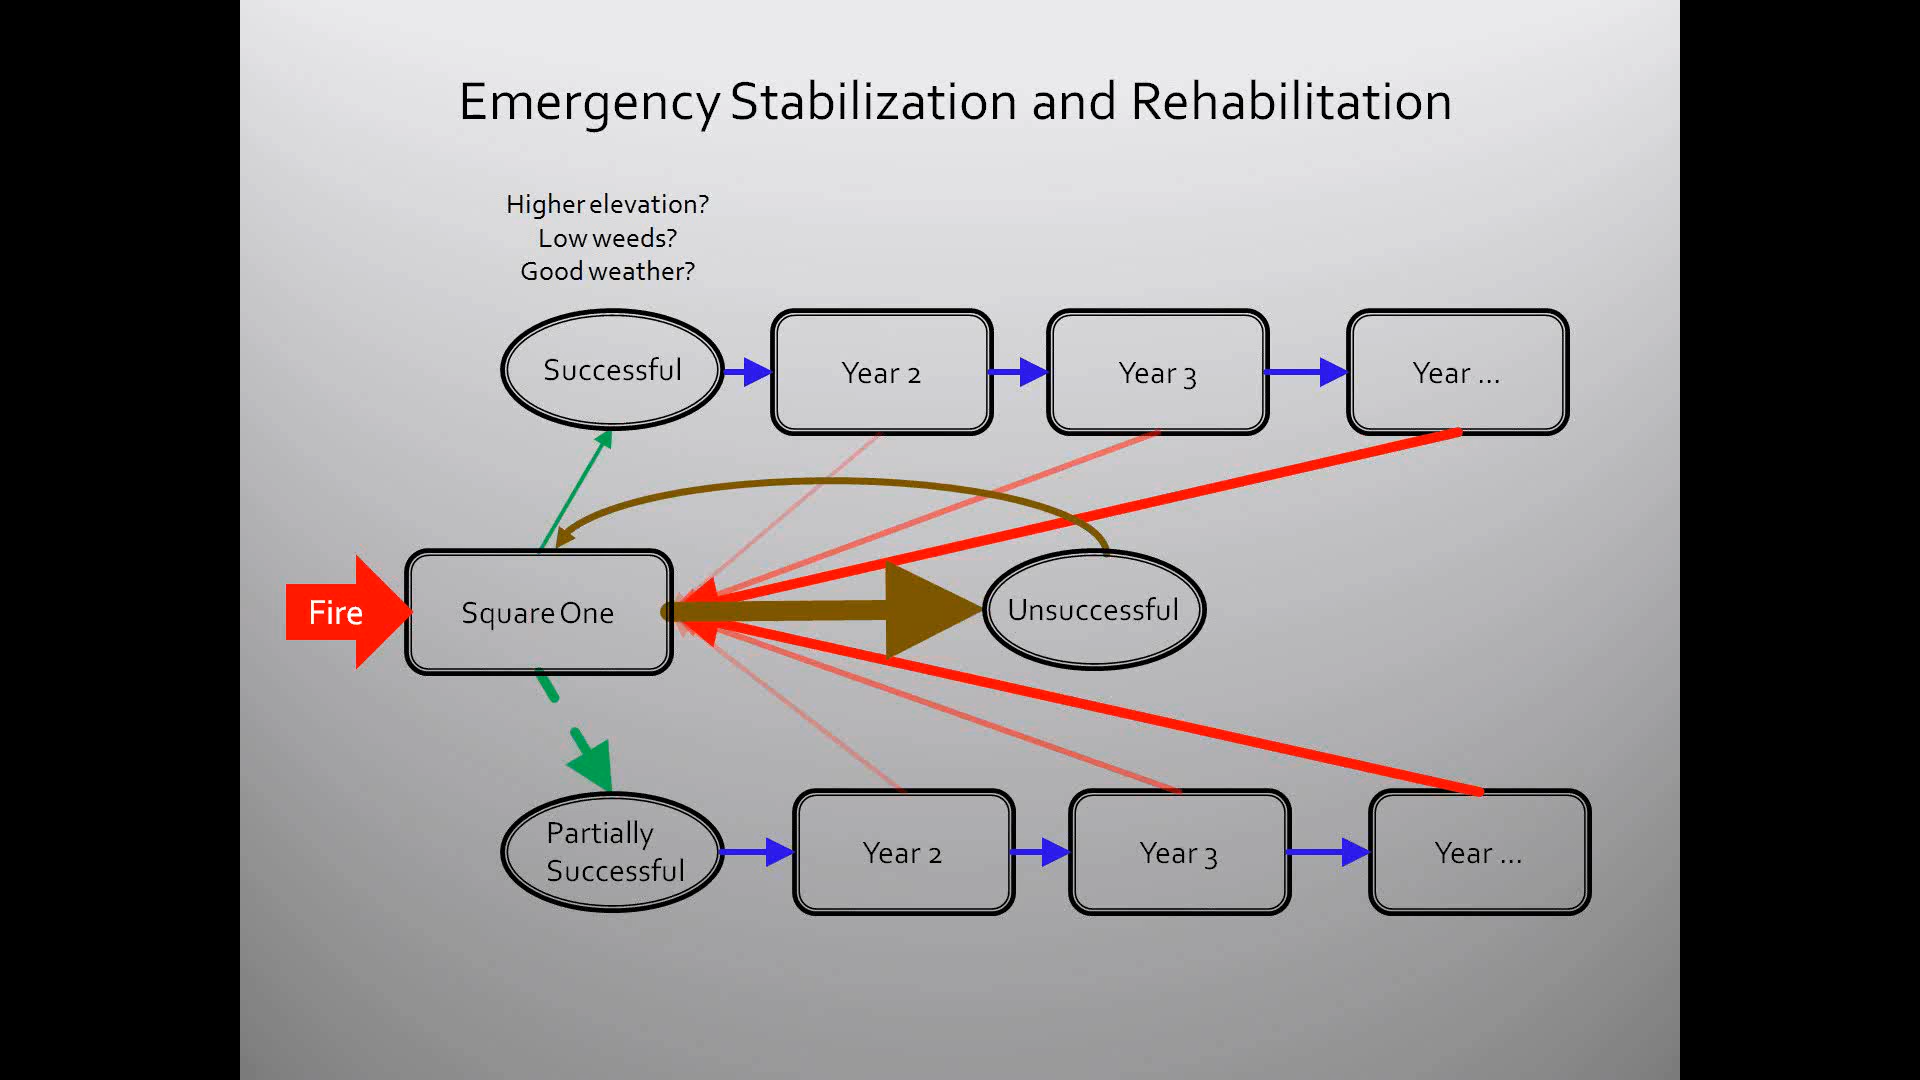 Emergency Stabilization and Rehabilitation
Higher elevation?
Low weeds?
Good weather?
Successful
Year 2
Year 3
Year ...
Fire
Square One
Unsuccessful
Partially
Successful
Year 2
Year 3
Year ...